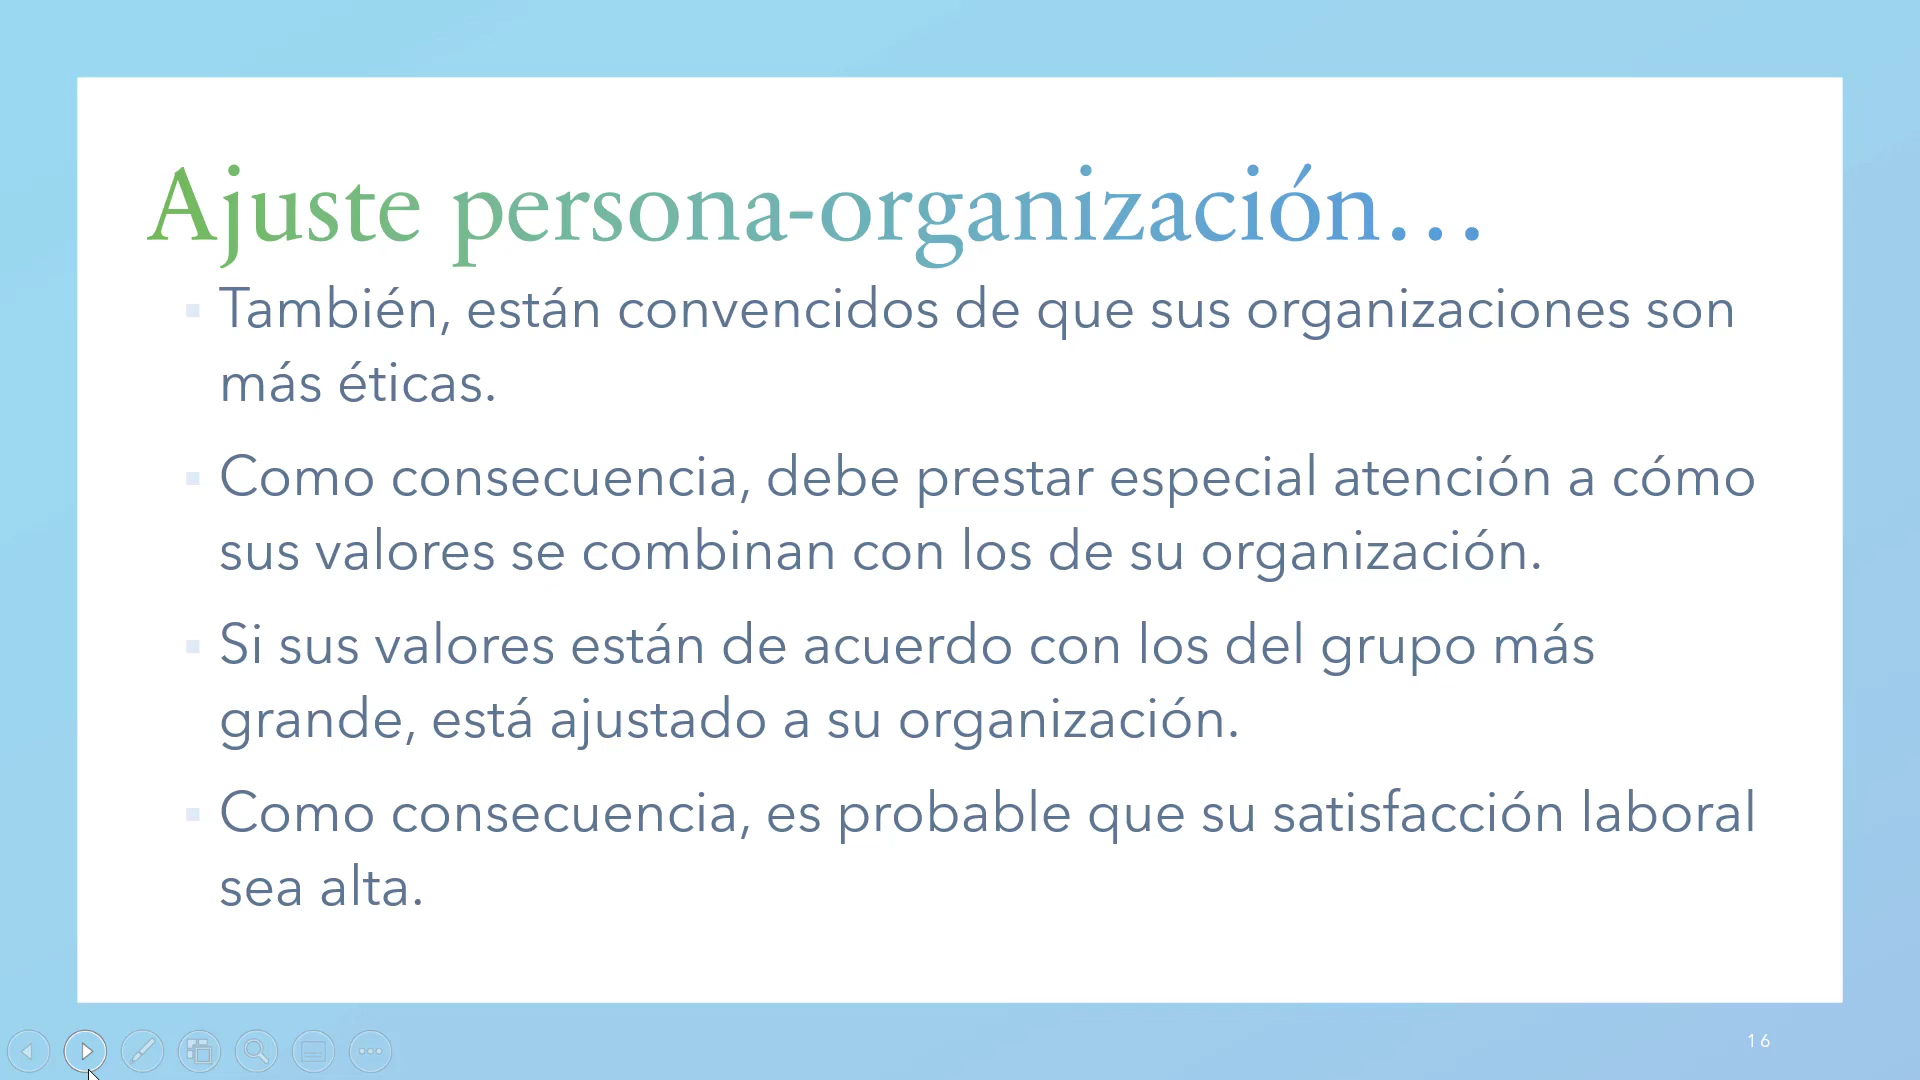 Ajuste persona-organización...
También, están convencidos de que sus organizaciones son
más éticas.
Como consecuencia, debe prestar especial atención a cómo
sus valores se combinan con los de su organización.
Si sus valores están de acuerdo con los del grupo más
grande, está ajustado a su organización.
Como consecuencia, es probable que su satisfacción laboral
sea alta.
16